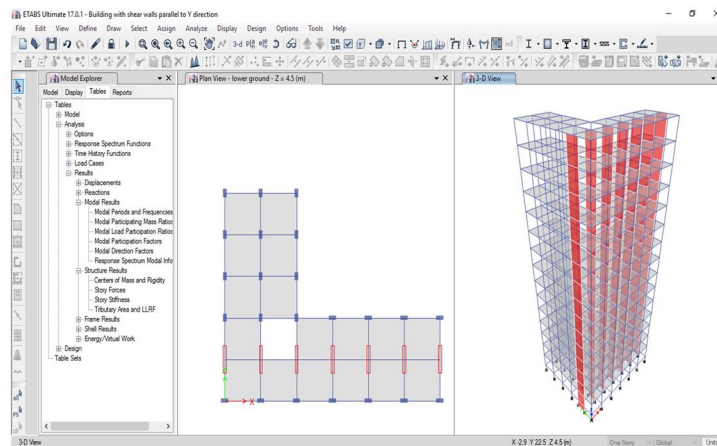 ETABS Ultimate 17.0.1 - Building with shear walls parallel to Y direction
File Edit View Define Draw Select Assign Analyze Display Design Options Tools Help
3-d
Model Explorer
Plan View - lower ground - Z = 4.5 (m)
3-D View
Model Display Tables Reports
Tables
Model
Analysis
Options
Response Spectrum Functions
Time History Functions
Load Cases
Results
Displacements
Reactions
Modal Results
Modal Periods and Frequencies
Modal Participating Mass Ratios
Modal Load Participation Ratios
Modal Participation Factors
Modal Direction Factors
Response Spectrum Modal Info
Structure Results
Centers of Mass and Rigidity
Story Forces
Story Stiffness
Tributary Area and LLRF
Frame Results
Shell Results
Energy/Virtual Work
Design
Table Sets
X
3-D View
X -2.9 Y 22.5 Z 4.5 (m)
One Story
Global
Units